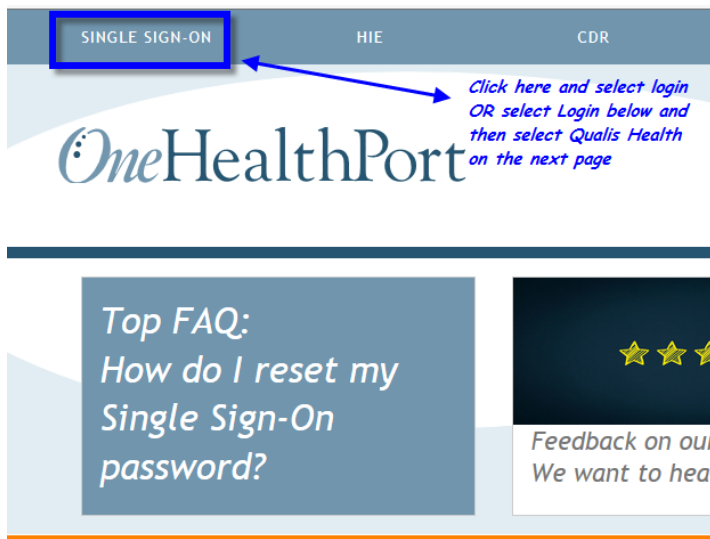 SINGLE SIGN-ON
HIE
CDR
Click here and select login
OR select Login below and
then select Qualis Health
on the next page
OneHealthPort
Top FAQ:
How do I reset my
Single Sign-On
password?
Feedback on our
We want to hea